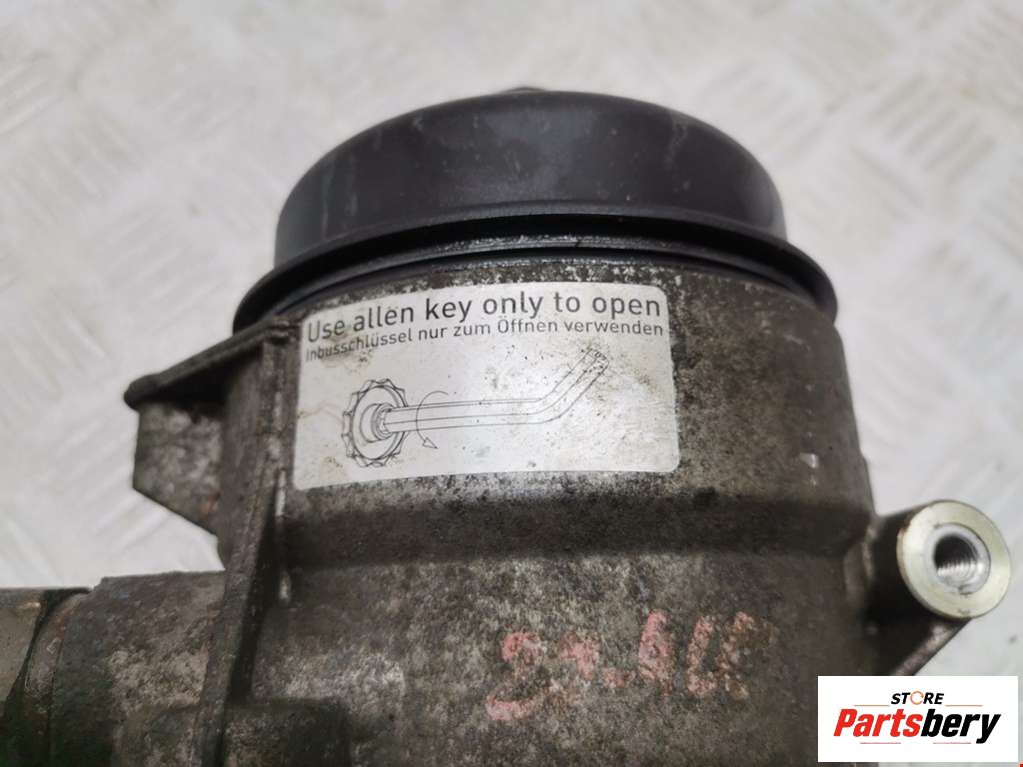 Use allen key only to open
Inbusschlüssel nur zum Öffnen verwenden
STORE
Partsbery